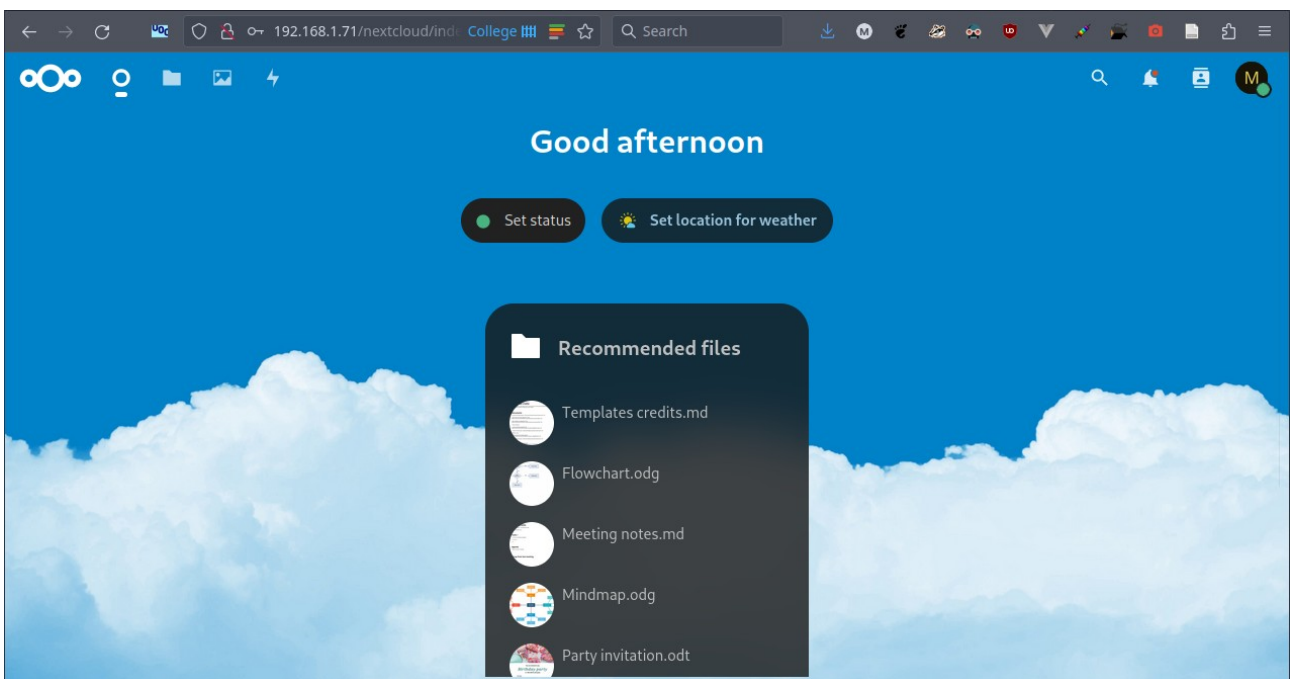 192.168.1.71/nextcloud/ind
College
Search
M
M
Good afternoon
Set status
Set location for weather
Recommended files
Templates credits.md
Flowchart.odg
Meeting notes.md
Mindmap.odg
Party invitation.odt